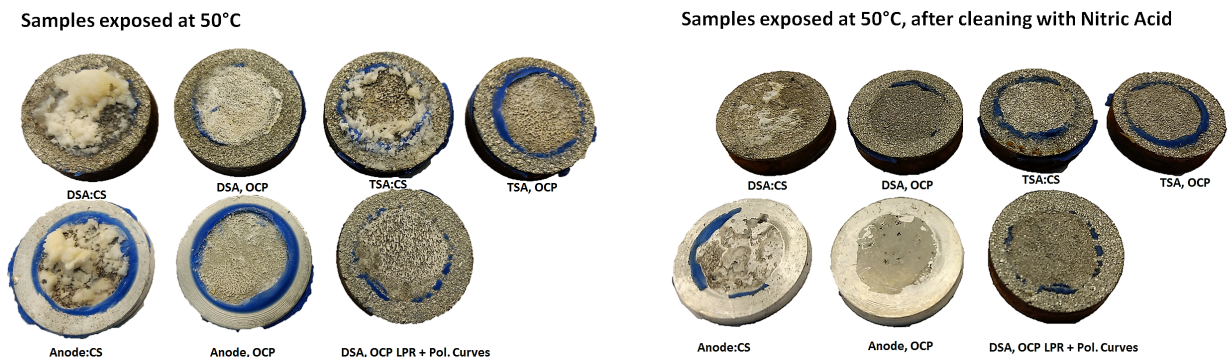 Samples exposed at 50°C
DSA:CS
DSA, OCP
TSA:CS
TSA, OCP
Anode:CS
Anode, OCP
DSA, OCP LPR + Pol. Curves
Samples exposed at 50°C, after cleaning with Nitric Acid
DSA:CS
DSA, OCP
TSA:CS
TSA, OCP
Anode:CS
Anode, OCP
DSA, OCP LPR + Pol. Curves